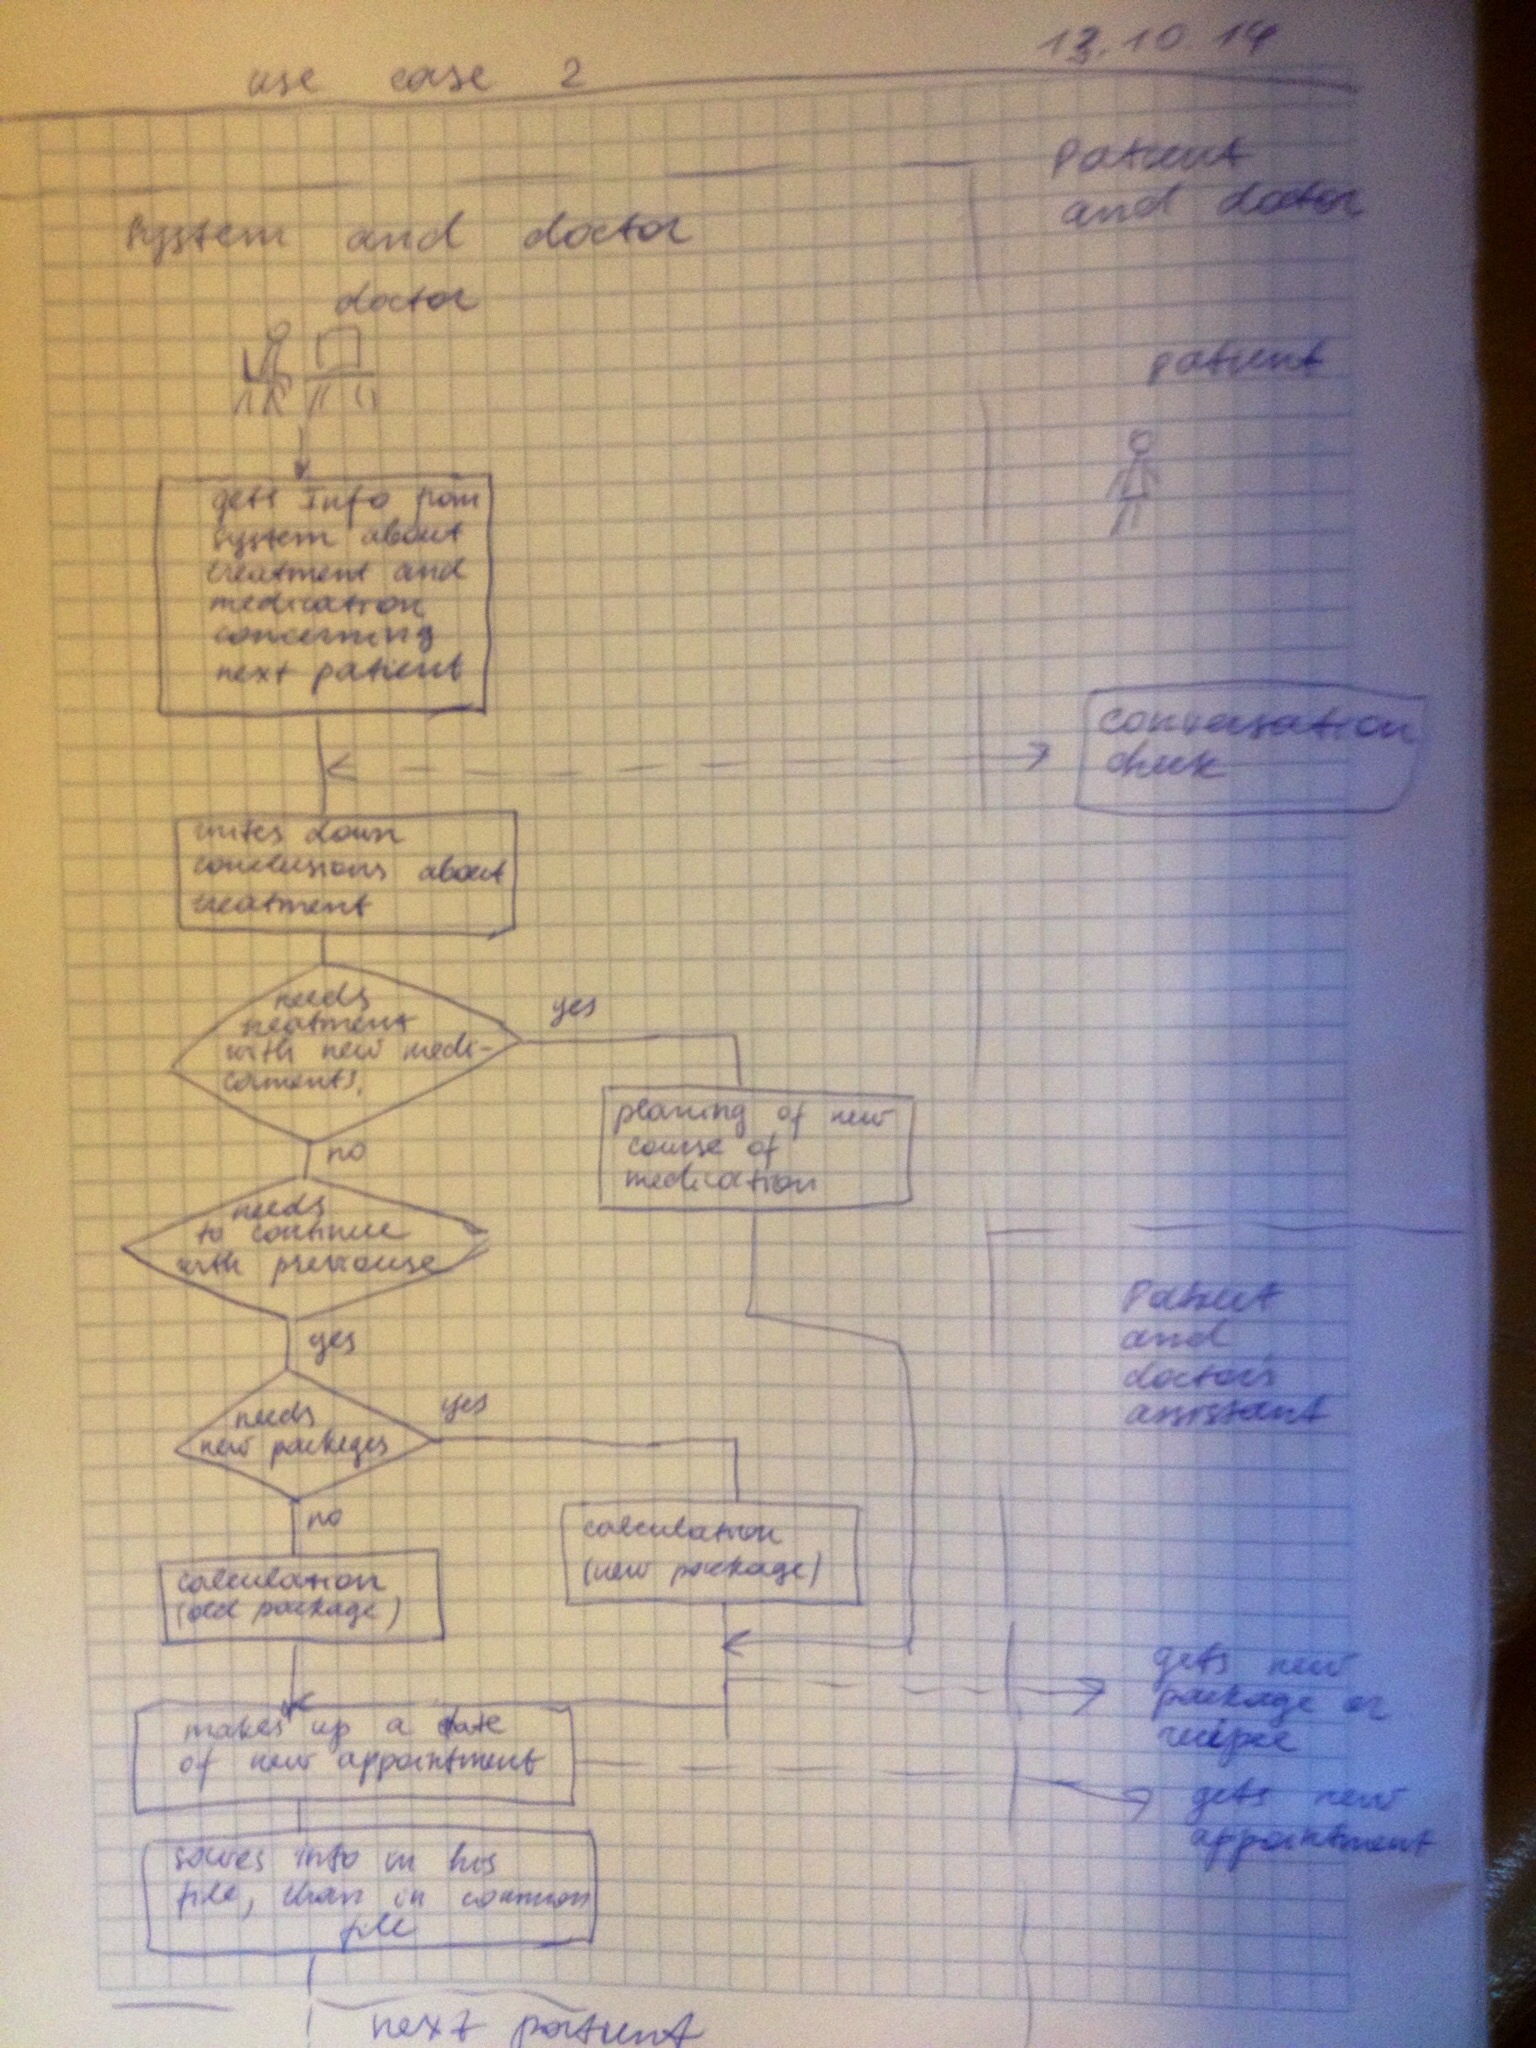 use case 2
13.10.14
System and doctor
Patient
and doctor
doctor
patient
gets Info from
system about
treatment and
medication
concerning
next patient
conversation
check
writes down
conclusions about
treatment
needs
treatment
with new medi-
caments.
yes
no
planing of new
course of
medication
needs
to continue
with previouse
yes
Patient
and
doctor's
assistant
needs
new packeges
yes
no
calculation
(new package)
calculation
(old package)
gets new
package or
recipee
makes up a date
of new appointment
gets new
appointment
saves info in his
file, than in common
file
next patient